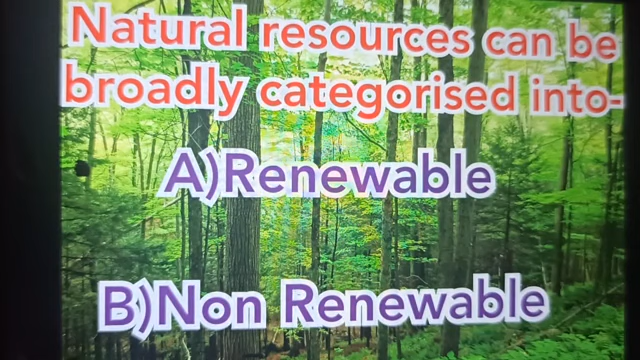 Natural resources can be
broadly categorised into-
A)Renewable
B)Non Renewable